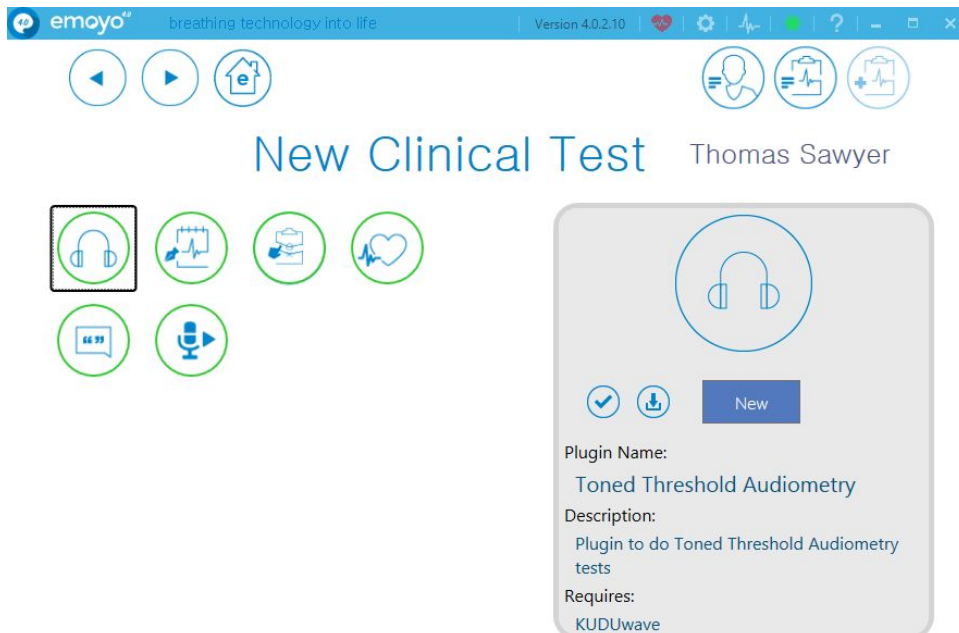 emoyo breathing technology into life Version 4.0.2.10 ?
e
New Clinical Test Thomas Sawyer
“ ”
New
Plugin Name:
Toned Threshold Audiometry
Description:
Plugin to do Toned Threshold Audiometry
tests
Requires:
KUDUwave